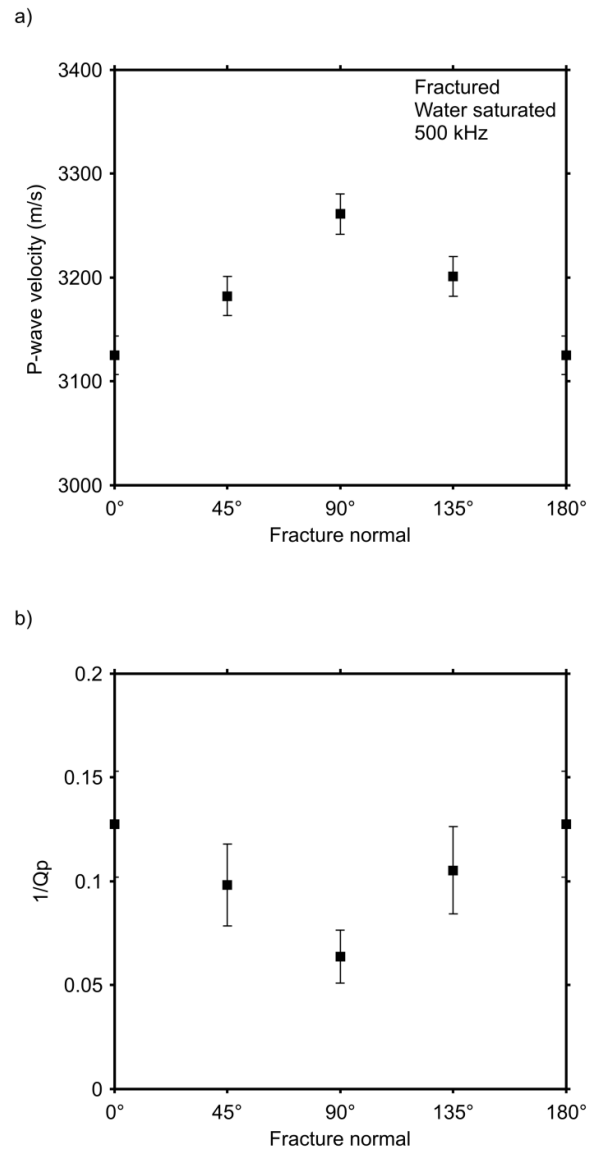 a)
3400
3300
3200
3100
3000
P-wave velocity (m/s)
Fractured
Water saturated
500 kHz
0° 45° 90° 135° 180°
Fracture normal
b)
0.2
0.15
0.1
0.05
0
1/Qp
0° 45° 90° 135° 180°
Fracture normal